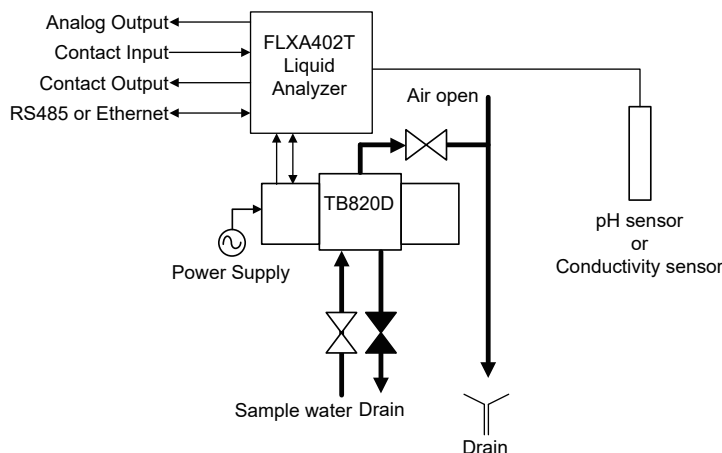 Analog Output
Contact Input
Contact Output
RS485 or Ethernet
FLXA402T
Liquid
Analyzer
Air open
TB820D
Power Supply
pH sensor
or
Conductivity sensor
Sample water
Drain
Drain